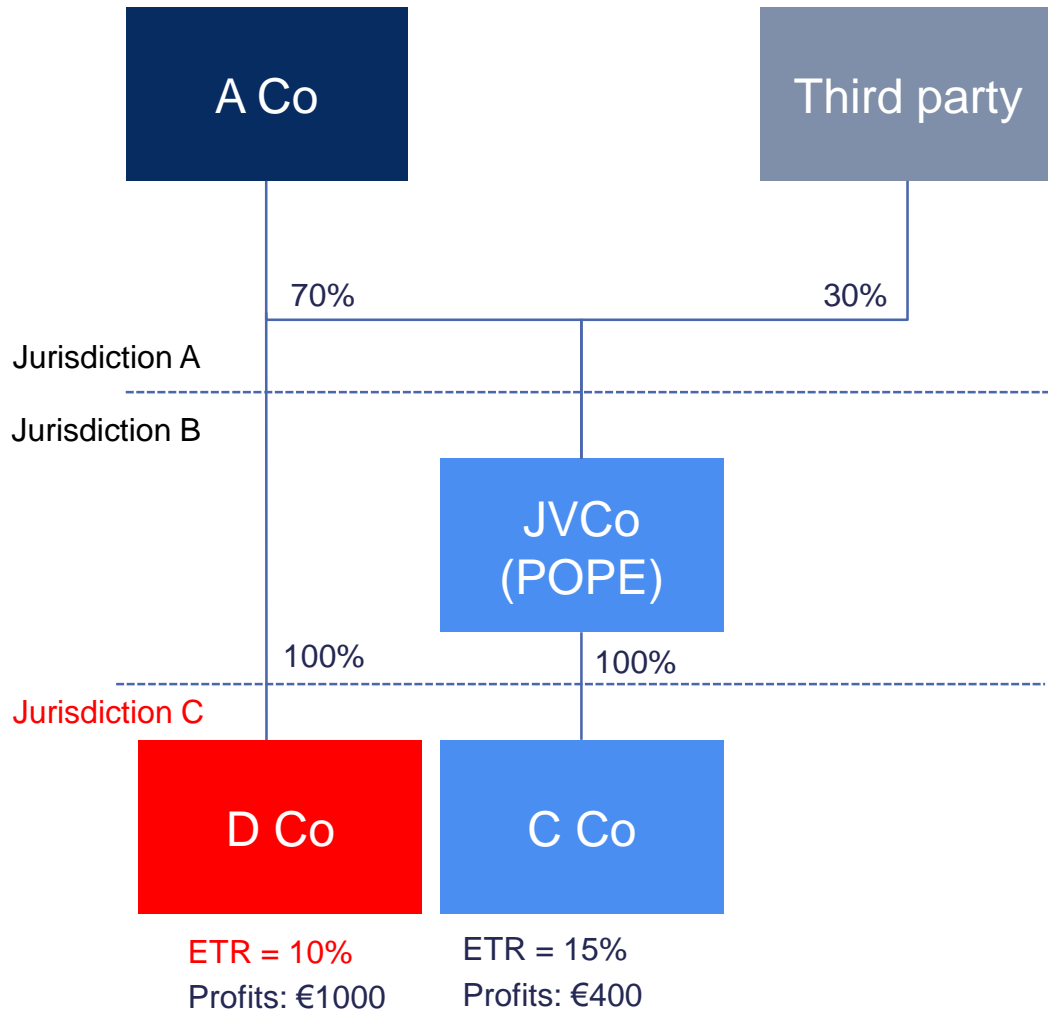 A Co
Third party
70%
30%
Jurisdiction A
Jurisdiction B
JVCo
(POPE)
100%
100%
Jurisdiction C
D Co
C Co
ETR = 10%
Profits: €1000
ETR = 15%
Profits: €400